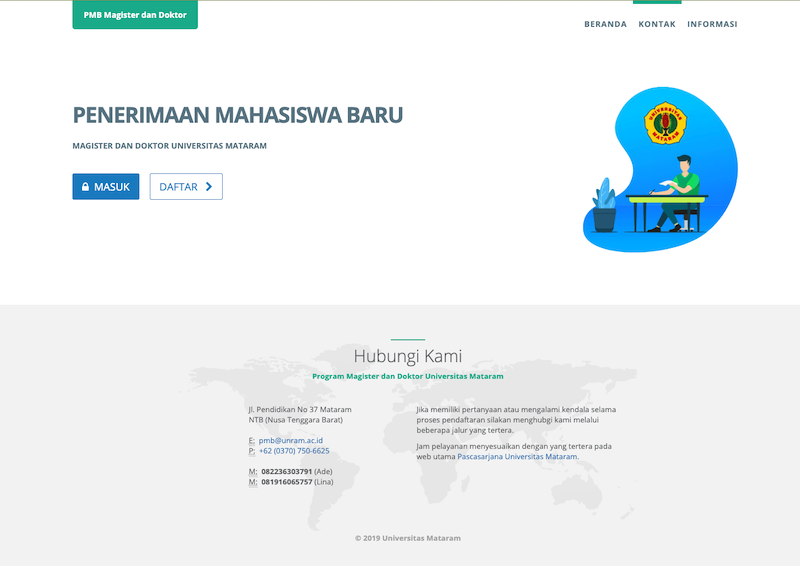 PMB Magister dan Doktor
BERANDA KONTAK INFORMASI
PENERIMAAN MAHASISWA BARU
MAGISTER DAN DOKTOR UNIVERSITAS MATARAM
MASUK DAFTAR
UNIVERSITAS
MATARAM
Hubungi Kami
Program Magister dan Doktor Universitas Mataram
Jl. Pendidikan No 37 Mataram
NTB (Nusa Tenggara Barat)
E: pmb@unram.ac.id
P: +62 (0370) 750-6625
M: 082236303791 (Ade)
M: 081916065757 (Lina)
Jika memiliki pertanyaan atau mengalami kendala selama
proses pendaftaran silakan menghubgi kami melalui
beberapa jalur yang tertera.
Jam pelayanan menyesuaikan dengan yang tertera pada
web utama Pascasarjana Universitas Mataram.
© 2019 Universitas Mataram